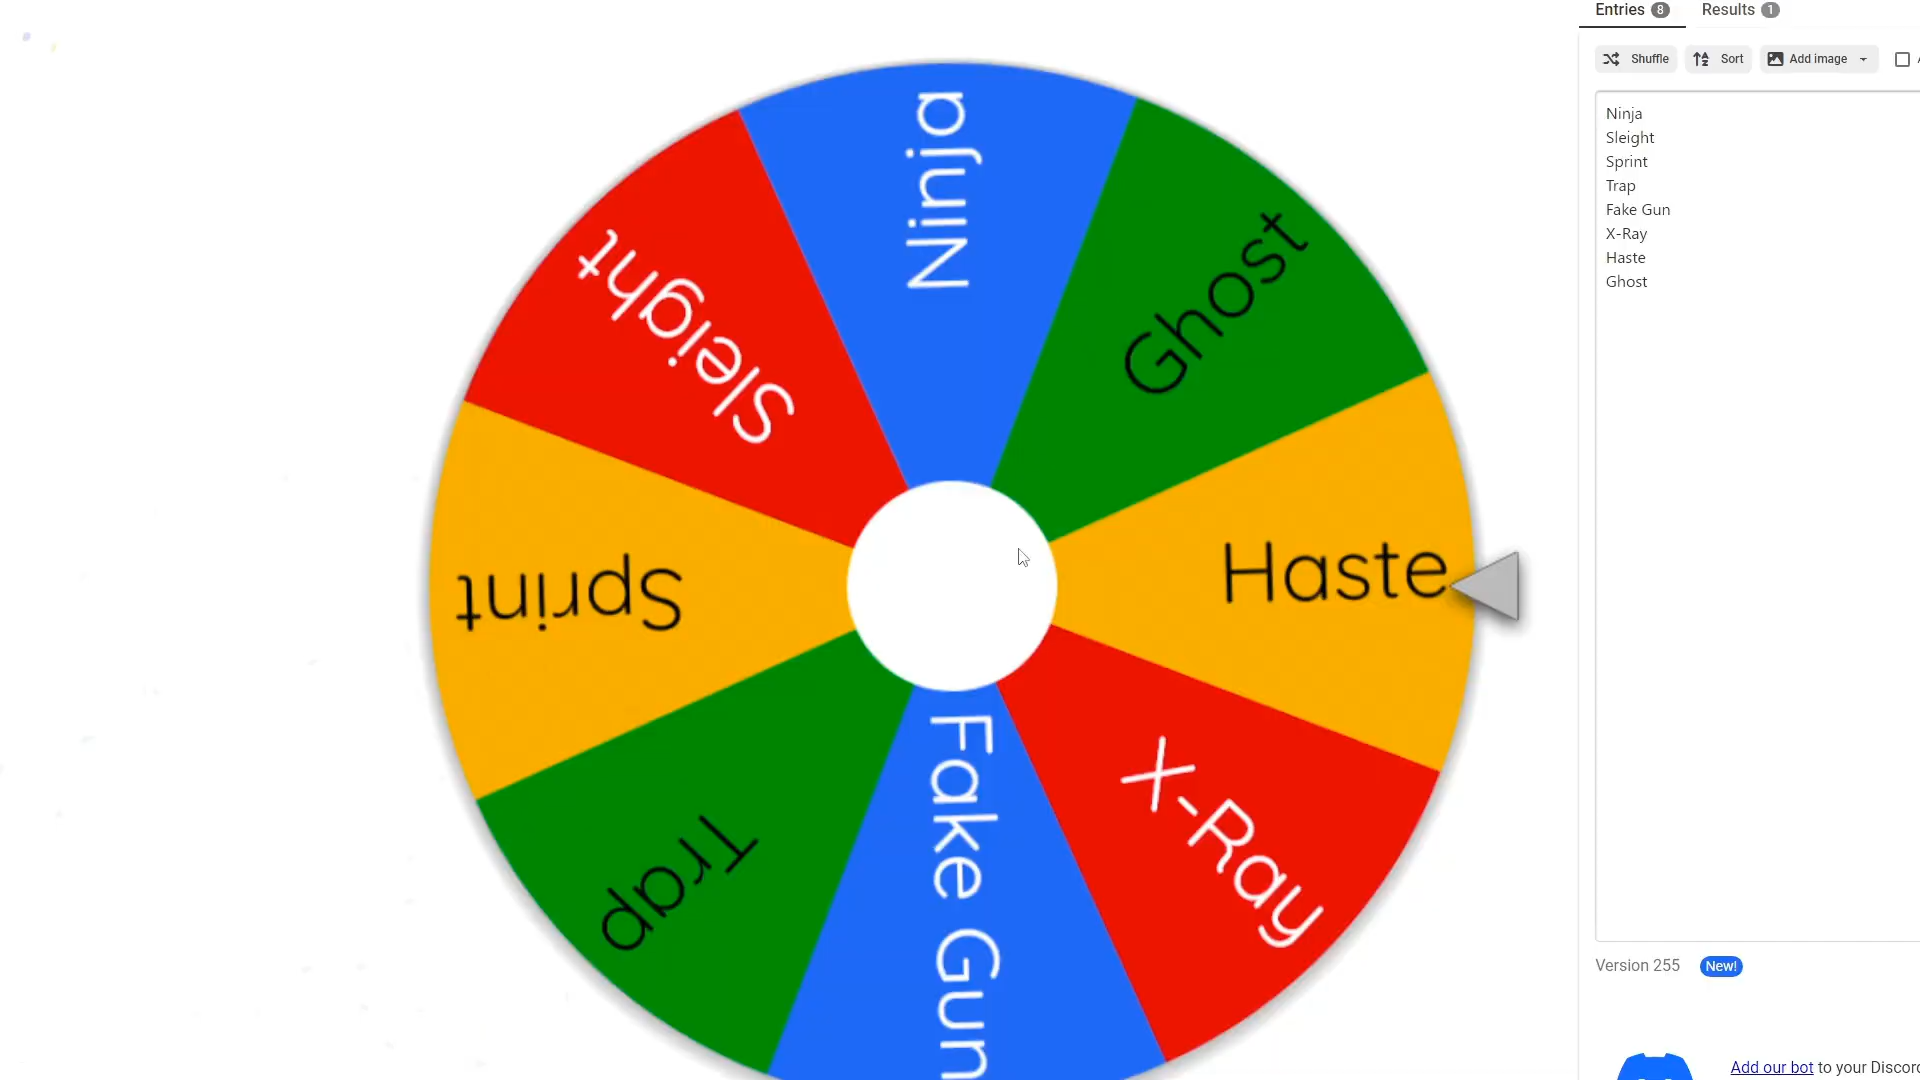 Entries 8 Results 1
Shuffle Sort Add image
Ninja
Sleight
Sprint
Trap
Fake Gun
X-Ray
Haste
Ghost
Ninja
Ghost
Sleight
Haste
Sprint
X-Ray
Trap
Fake Gun
Version 255 New!
Add our bot to your